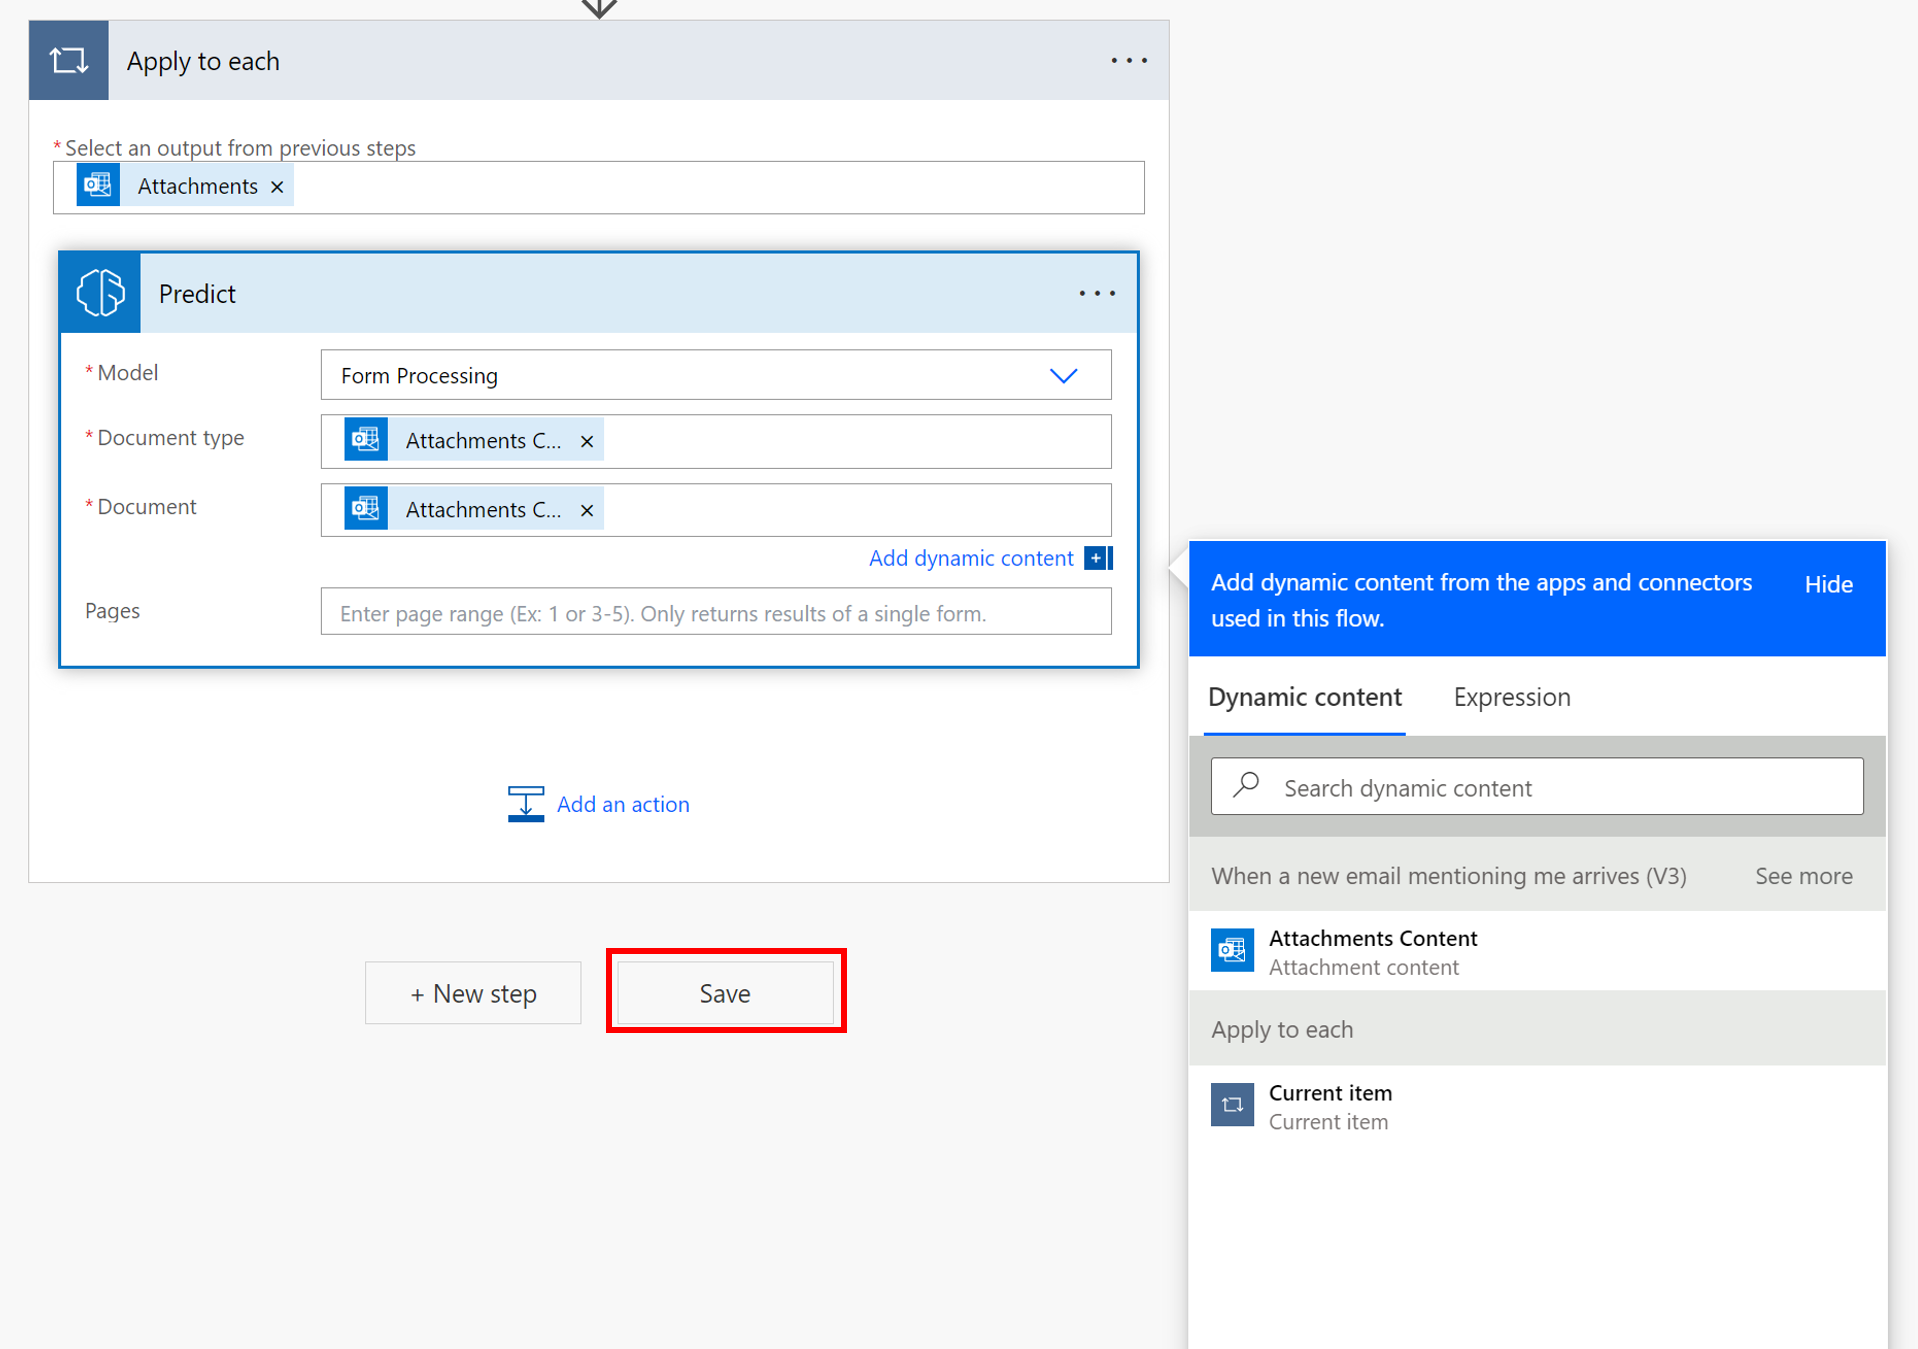 Apply to each
* Select an output from previous steps
Attachments
Predict
* Model
Form Processing
* Document type
Attachments C...
* Document
Attachments C...
Add dynamic content
Pages
Enter page range (Ex: 1 or 3-5). Only returns results of a single form.
Add an action
+ New step
Save
Add dynamic content from the apps and connectors
used in this flow.
Hide
Dynamic content
Expression
Search dynamic content
When a new email mentioning me arrives (V3)
See more
Attachments Content
Attachment content
Apply to each
Current item
Current item